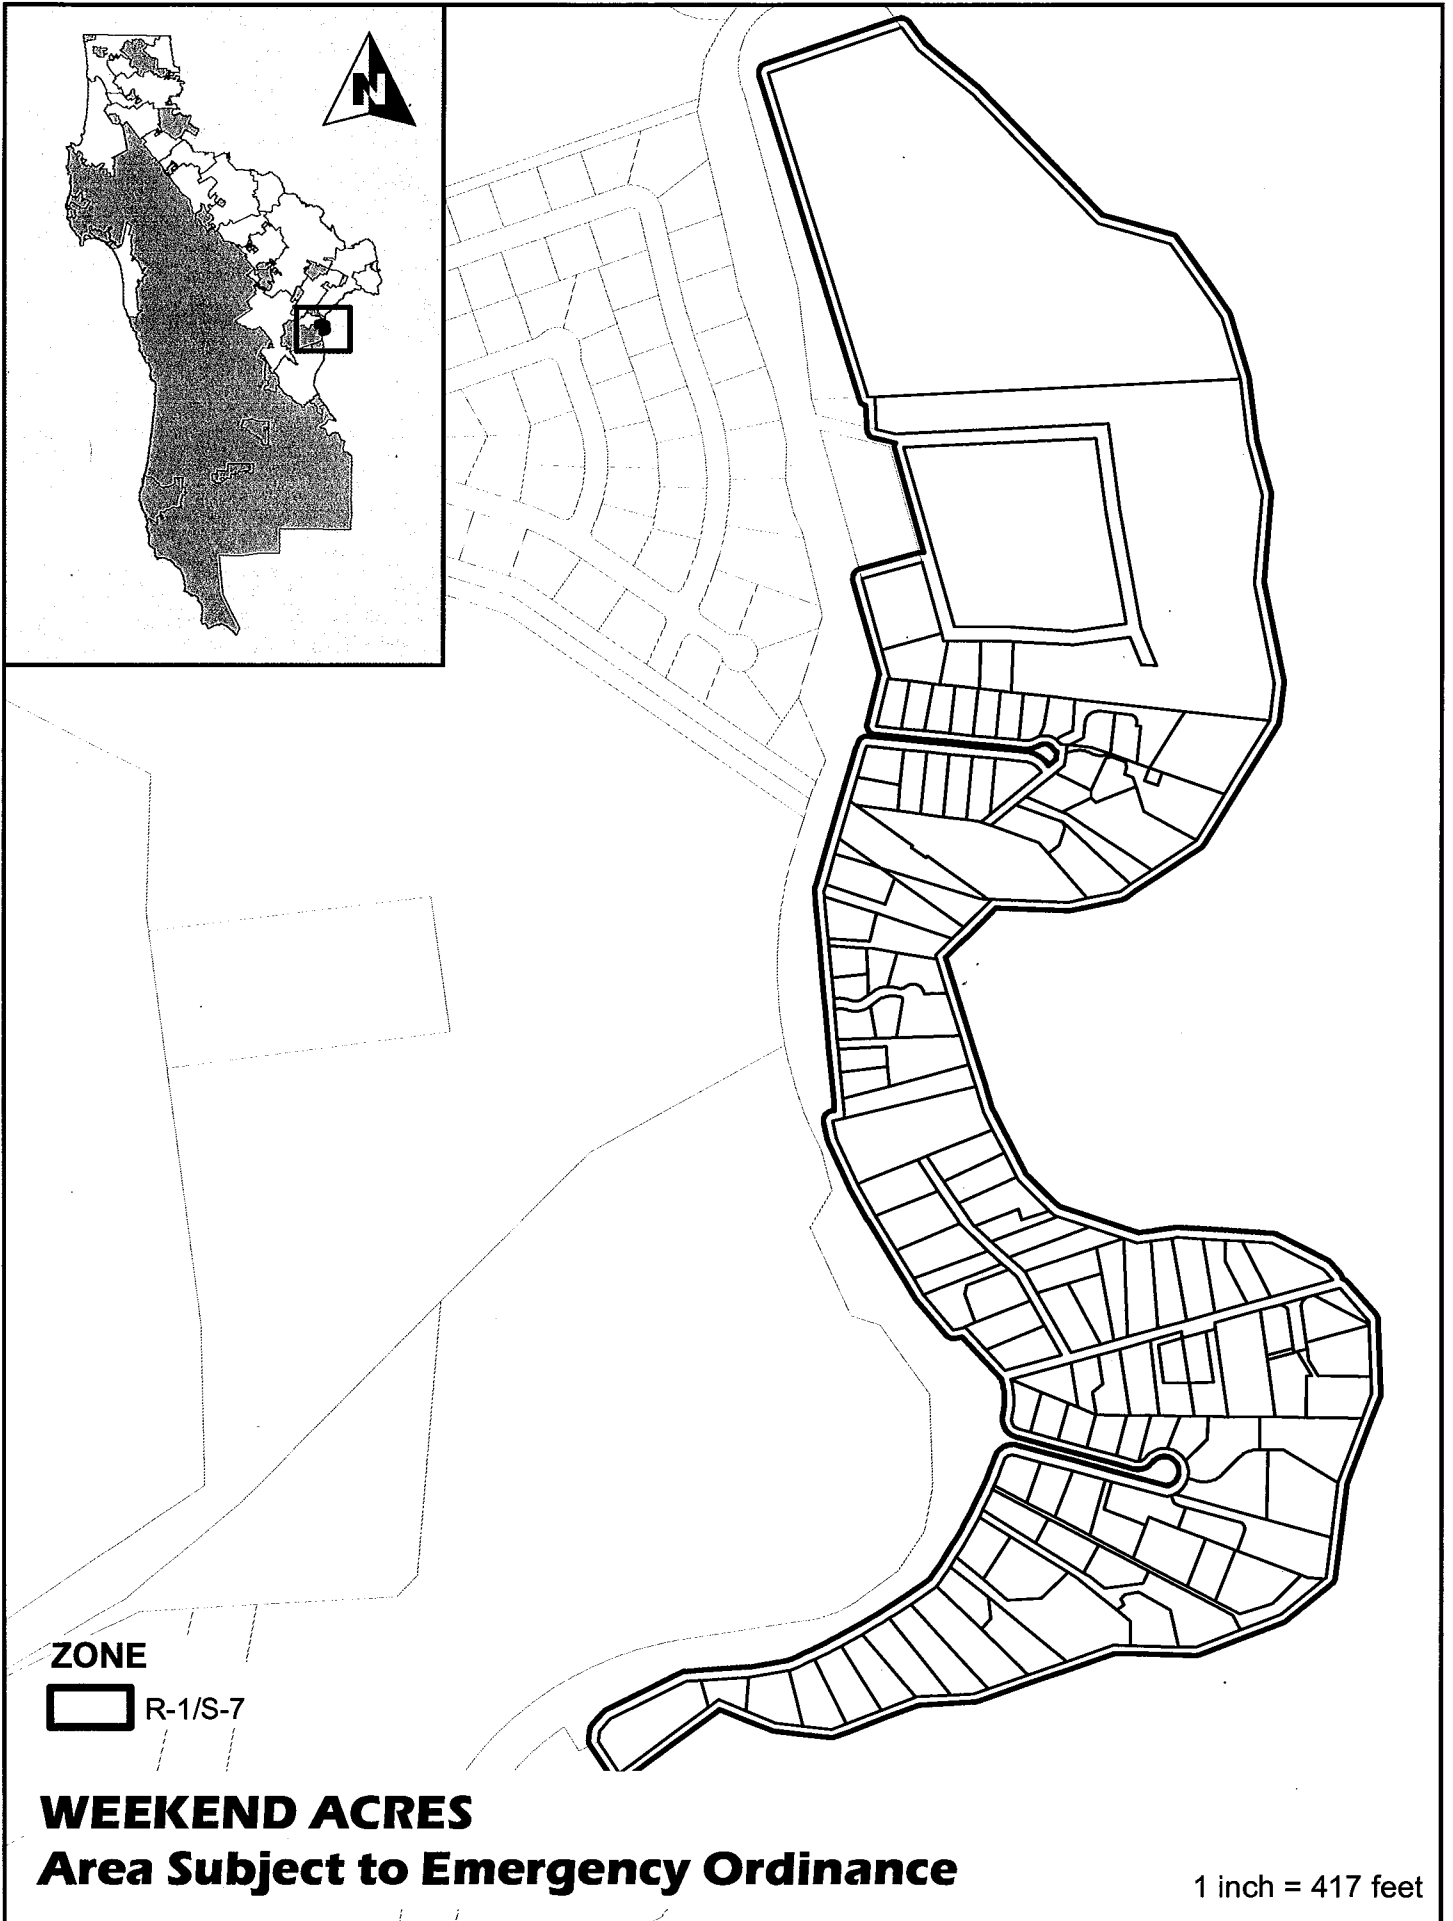 N
ZONE
R-1/S-7
WEEKEND ACRES
Area Subject to Emergency Ordinance
1 inch = 417 feet